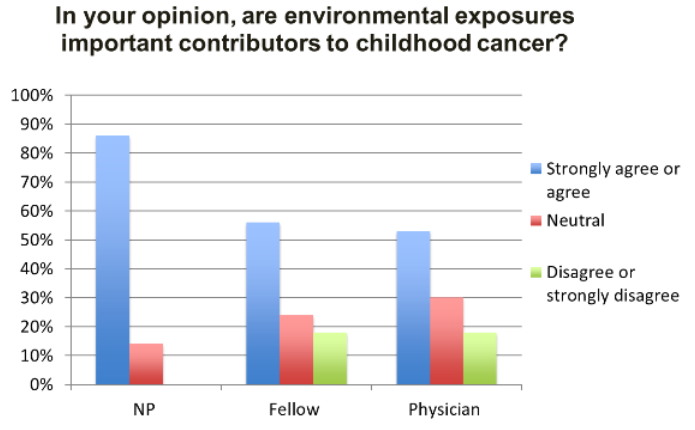 In your opinion, are environmental exposures
important contributors to childhood cancer?
100%
90%
80%
70%
60%
50%
40%
30%
20%
10%
0%
NP
Fellow
Physician
Strongly agree or
agree
Neutral
Disagree or
strongly disagree